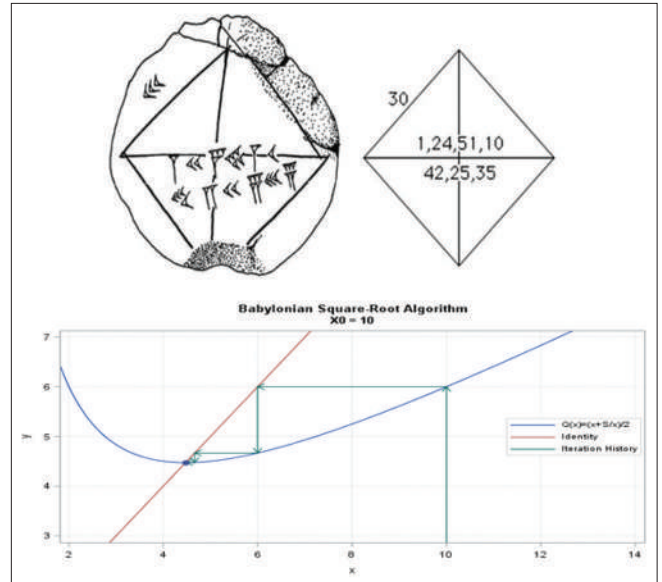 30
1,24,51,10
42,25,35
Babylonian Square-Root Algorithm
X0 = 10
7
6
5
4
3
y
G(x)=(x+S/x)/2
Identity
Iteration History
2 4 6 8 10 12 14
x